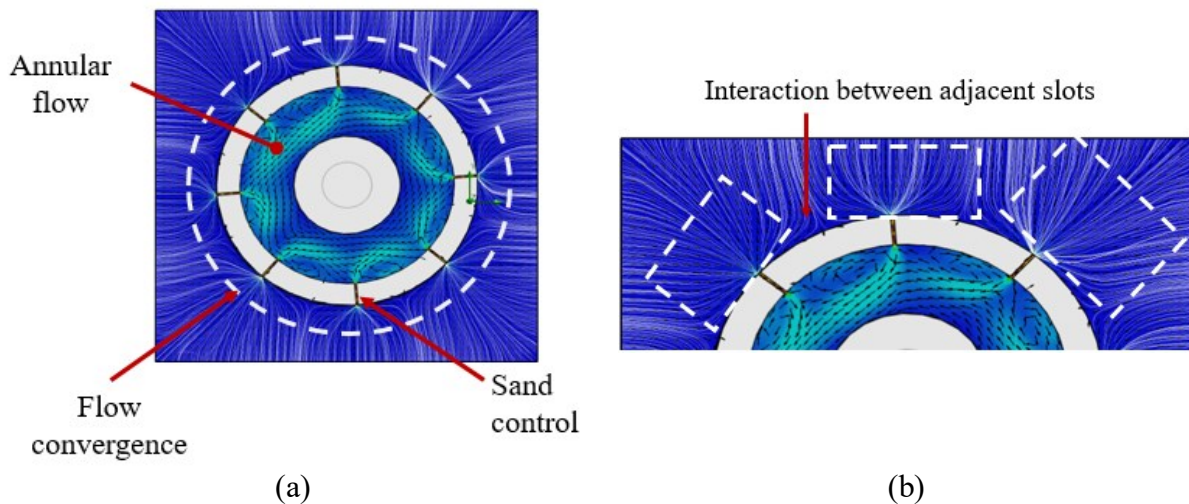 Annular
flow
Flow
convergence
Sand
control
(a)
Interaction between adjacent slots
(b)